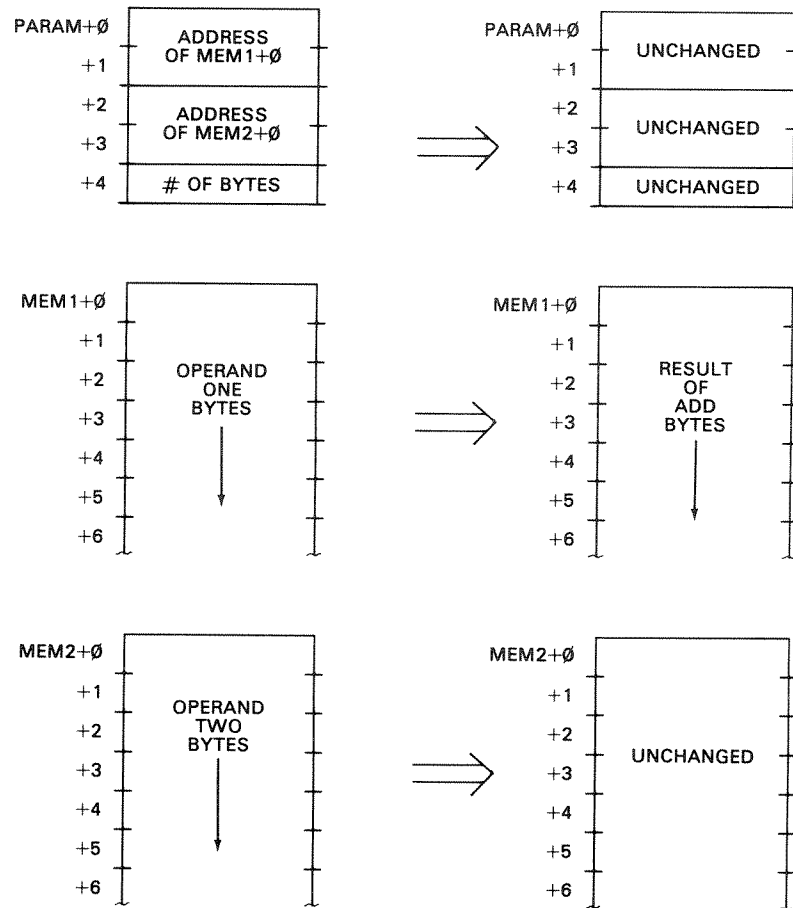 PARAM+Ø
ADDRESS
OF MEM1+Ø
+1
+2
ADDRESS
OF MEM2+Ø
+3
+4
# OF BYTES
PARAM+Ø
UNCHANGED
+1
+2
UNCHANGED
+3
+4
UNCHANGED
MEM1+Ø
+1
+2
+3
+4
+5
+6
OPERAND
ONE
BYTES
MEM1+Ø
+1
+2
+3
+4
+5
+6
RESULT
OF
ADD
BYTES
MEM2+Ø
+1
+2
+3
+4
+5
+6
OPERAND
TWO
BYTES
MEM2+Ø
+1
+2
+3
+4
+5
+6
UNCHANGED